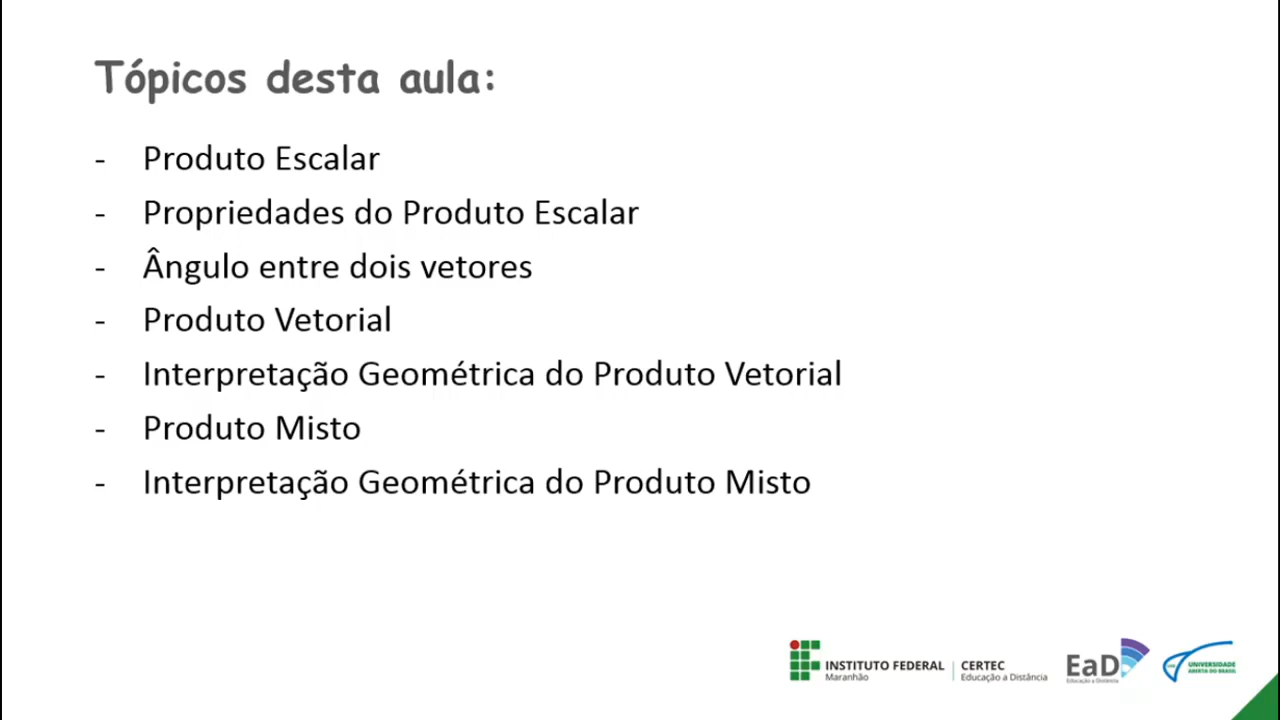 Tópicos desta aula:
- Produto Escalar
- Propriedades do Produto Escalar
- Ângulo entre dois vetores
- Produto Vetorial
- Interpretação Geométrica do Produto Vetorial
- Produto Misto
- Interpretação Geométrica do Produto Misto
INSTITUTO FEDERAL
Maranhão
CERTEC
Educação a Distância
EaD
Educação a Distância
UNIVERSIDADE
ABERTA DO BRASIL